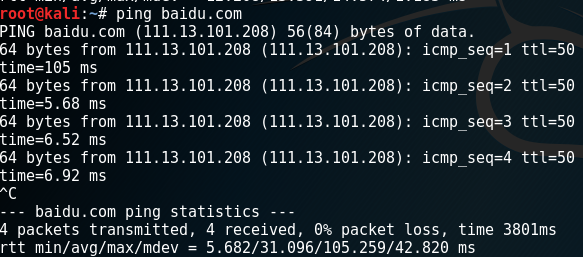 root@kali:~# ping baidu.com
PING baidu.com (111.13.101.208) 56(84) bytes of data.
64 bytes from 111.13.101.208 (111.13.101.208): icmp_seq=1 ttl=50
time=105 ms
64 bytes from 111.13.101.208 (111.13.101.208): icmp_seq=2 ttl=50
time=5.68 ms
64 bytes from 111.13.101.208 (111.13.101.208): icmp_seq=3 ttl=50
time=6.52 ms
64 bytes from 111.13.101.208 (111.13.101.208): icmp_seq=4 ttl=50
time=6.92 ms
^C
--- baidu.com ping statistics ---
4 packets transmitted, 4 received, 0% packet loss, time 3801ms
rtt min/avg/max/mdev = 5.682/31.096/105.259/42.820 ms